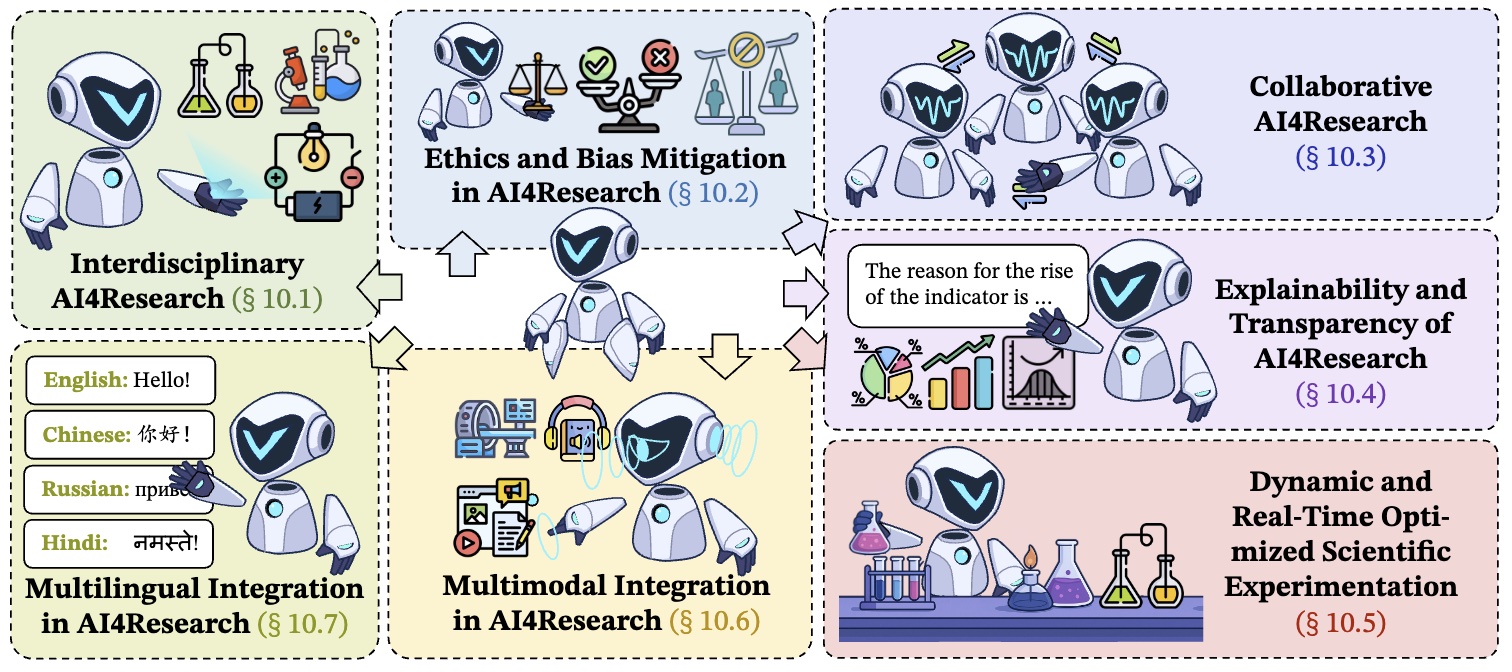 Interdisciplinary
AI4Research (§ 10.1)
Ethics and Bias Mitigation
in AI4Research (§ 10.2)
Collaborative
AI4Research
(§ 10.3)
The reason for the rise
of the indicator is ...
%
%
%
%
Explainability and
Transparency of
AI4Research
(§ 10.4)
Dynamic and
Real-Time Opti-
mized Scientific
Experimentation
(§ 10.5)
Multimodal Integration
in AI4Research (§ 10.6)
English: Hello!
Chinese: 你好!
Russian:
Hindi: नमस्ते!
Multilingual Integration
in AI4Research (§ 10.7)